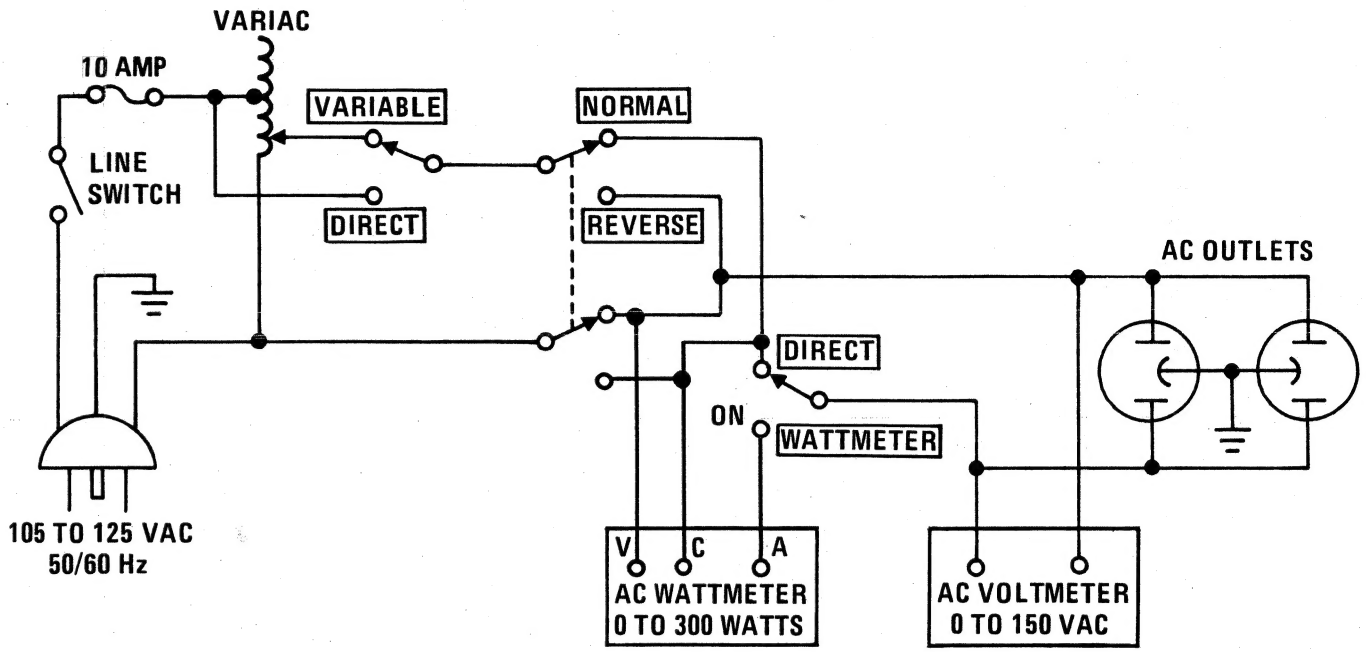 VARIAC
10 AMP
VARIABLE
NORMAL
LINE
SWITCH
DIRECT
REVERSE
AC OUTLETS
DIRECT
ON
WATTMETER
105 TO 125 VAC
50/60 Hz
V C A
AC WATTMETER
0 TO 300 WATTS
AC VOLTMETER
0 TO 150 VAC